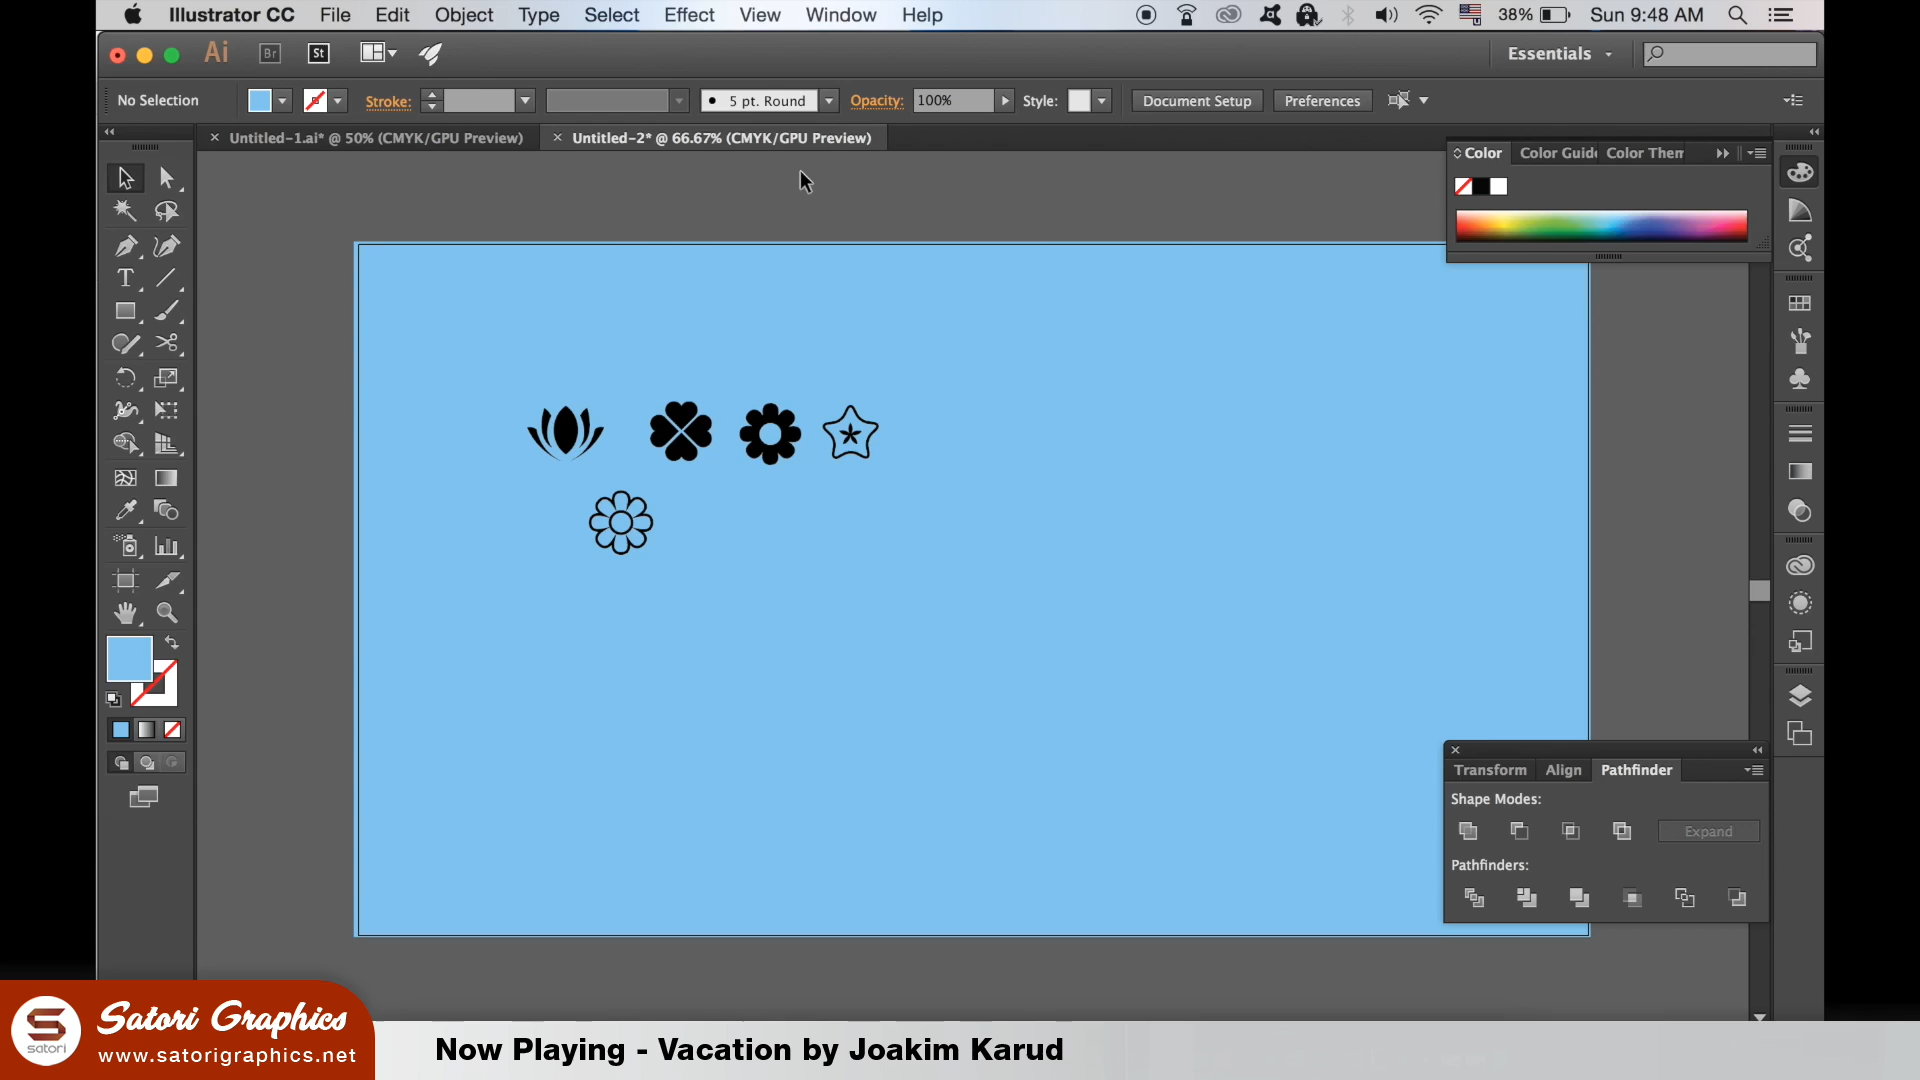 Illustrator CC File Edit Object Type Select Effect View Window Help 38% Sun 9:48 AM
Ai Br St Essentials
No Selection Stroke: 5 pt. Round Opacity: 100% Style: Document Setup Preferences
Untitled-1.ai* @ 50% (CMYK/GPU Preview) Untitled-2* @ 66.67% (CMYK/GPU Preview)
Color Color Guide Color Them
T
Transform Align Pathfinder
Shape Modes:
Expand
Pathfinders:
Satori Graphics
satori
www.satorigraphics.net
Now Playing - Vacation by Joakim Karud